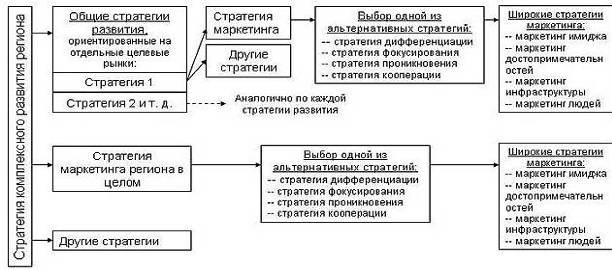 Стратегия комплексного развития региона
Общие стратегии
развития,
ориентированные на
отдельные целевые
рынки:
Стратегия 1
Стратегия 2 и т. д.
Стратегия
маркетинга
Другие
стратегии
Аналогично по каждой
стратегии развития
Выбор одной из
альтернативных стратегий:
-- стратегия дифференциации
-- стратегия фокусирования
-- стратегия проникновения
-- стратегия кооперации
Широкие стратегии
маркетинга:
-- маркетинг имиджа
-- маркетинг
достопримечательн
остей
-- маркетинг
инфраструктуры
-- маркетинг людей
Стратегия
маркетинга региона в
целом
Выбор одной из
альтернативных стратегий:
-- стратегия дифференциации
-- стратегия фокусирования
-- стратегия проникновения
-- стратегия кооперации
Широкие стратегии
маркетинга:
-- маркетинг имиджа
-- маркетинг
достопримечательн
остей
-- маркетинг
инфраструктуры
-- маркетинг людей
Другие стратегии